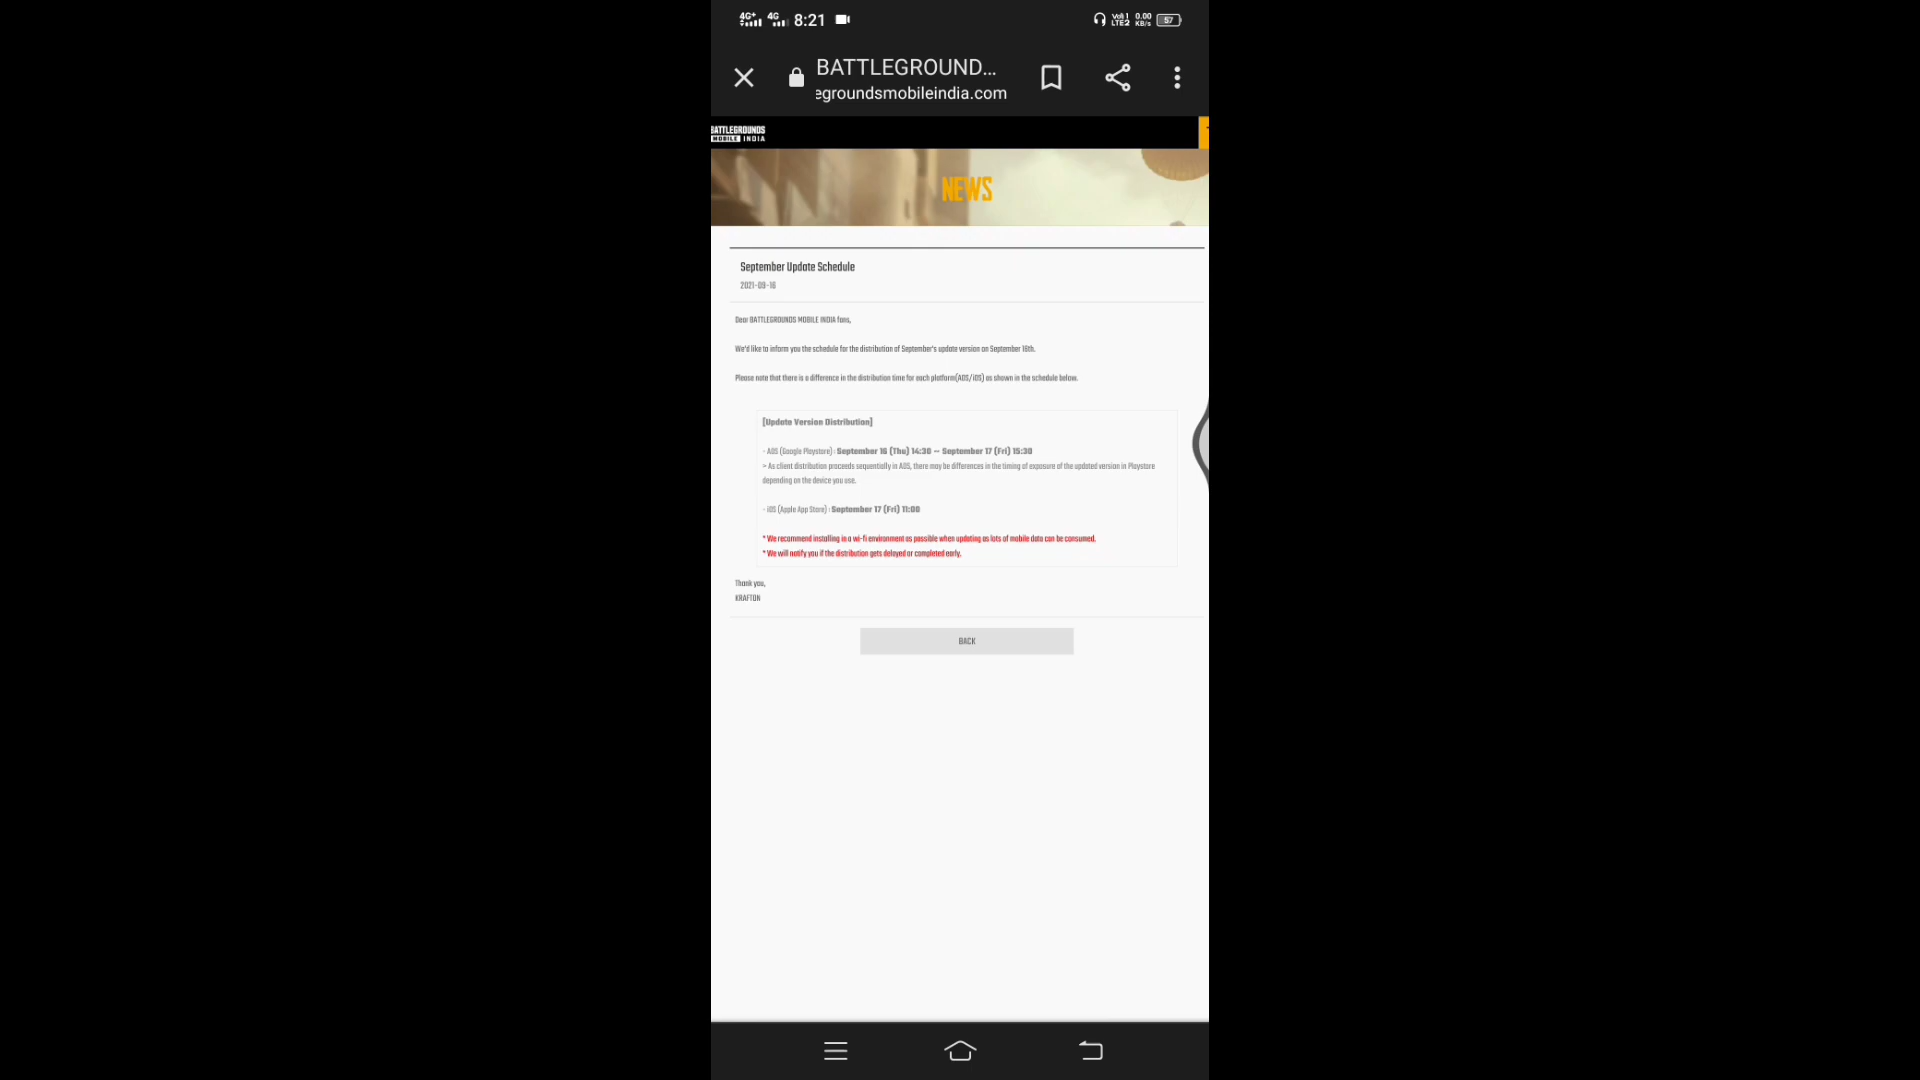 4G+ 4G 8:21 Vo)) 1 LTE2 0.00 KB/s 57
BATTLEGROUND...
egroundsmobileindia.com
BATTLEGROUNDS
MOBILE INDIA
NEWS
September Update Schedule
2021-09-16
Dear BATTLEGROUNDS MOBILE INDIA fans,
We'd like to inform you the schedule for the distribution of September's update version on September 16th.
Please note that there is a difference in the distribution time for each platform(AOS/iOS) as shown in the schedule below.
[Update Version Distribution]
- AOS (Google Playstore) : September 16 (Thu) 14:30 ~ September 17 (Fri) 15:30
> As client distribution proceeds sequentially in AOS, there may be differences in the timing of exposure of the updated version in Playstore
depending on the device you use.
- iOS (Apple App Store) : September 17 (Fri) 11:00
* We recommend installing in a wi-fi environment as possible when updating as lots of mobile data can be consumed.
* We will notify you if the distribution gets delayed or completed early.
Thank you,
KRAFTON
BACK